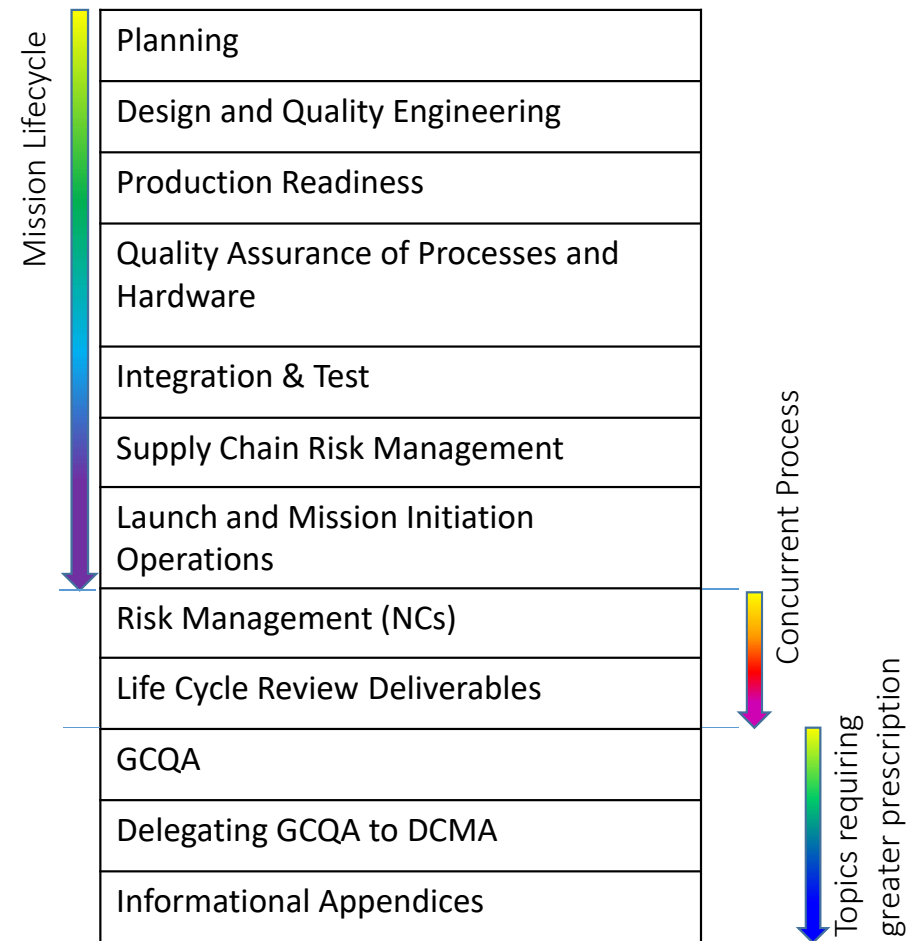 Mission Lifecycle
Planning
Design and Quality Engineering
Production Readiness
Quality Assurance of Processes and
Hardware
Integration & Test
Supply Chain Risk Management
Launch and Mission Initiation
Operations
Risk Management (NCs)
Life Cycle Review Deliverables
Concurrent Process
GCQA
Delegating GCQA to DCMA
Informational Appendices
Topics requiring
greater prescription